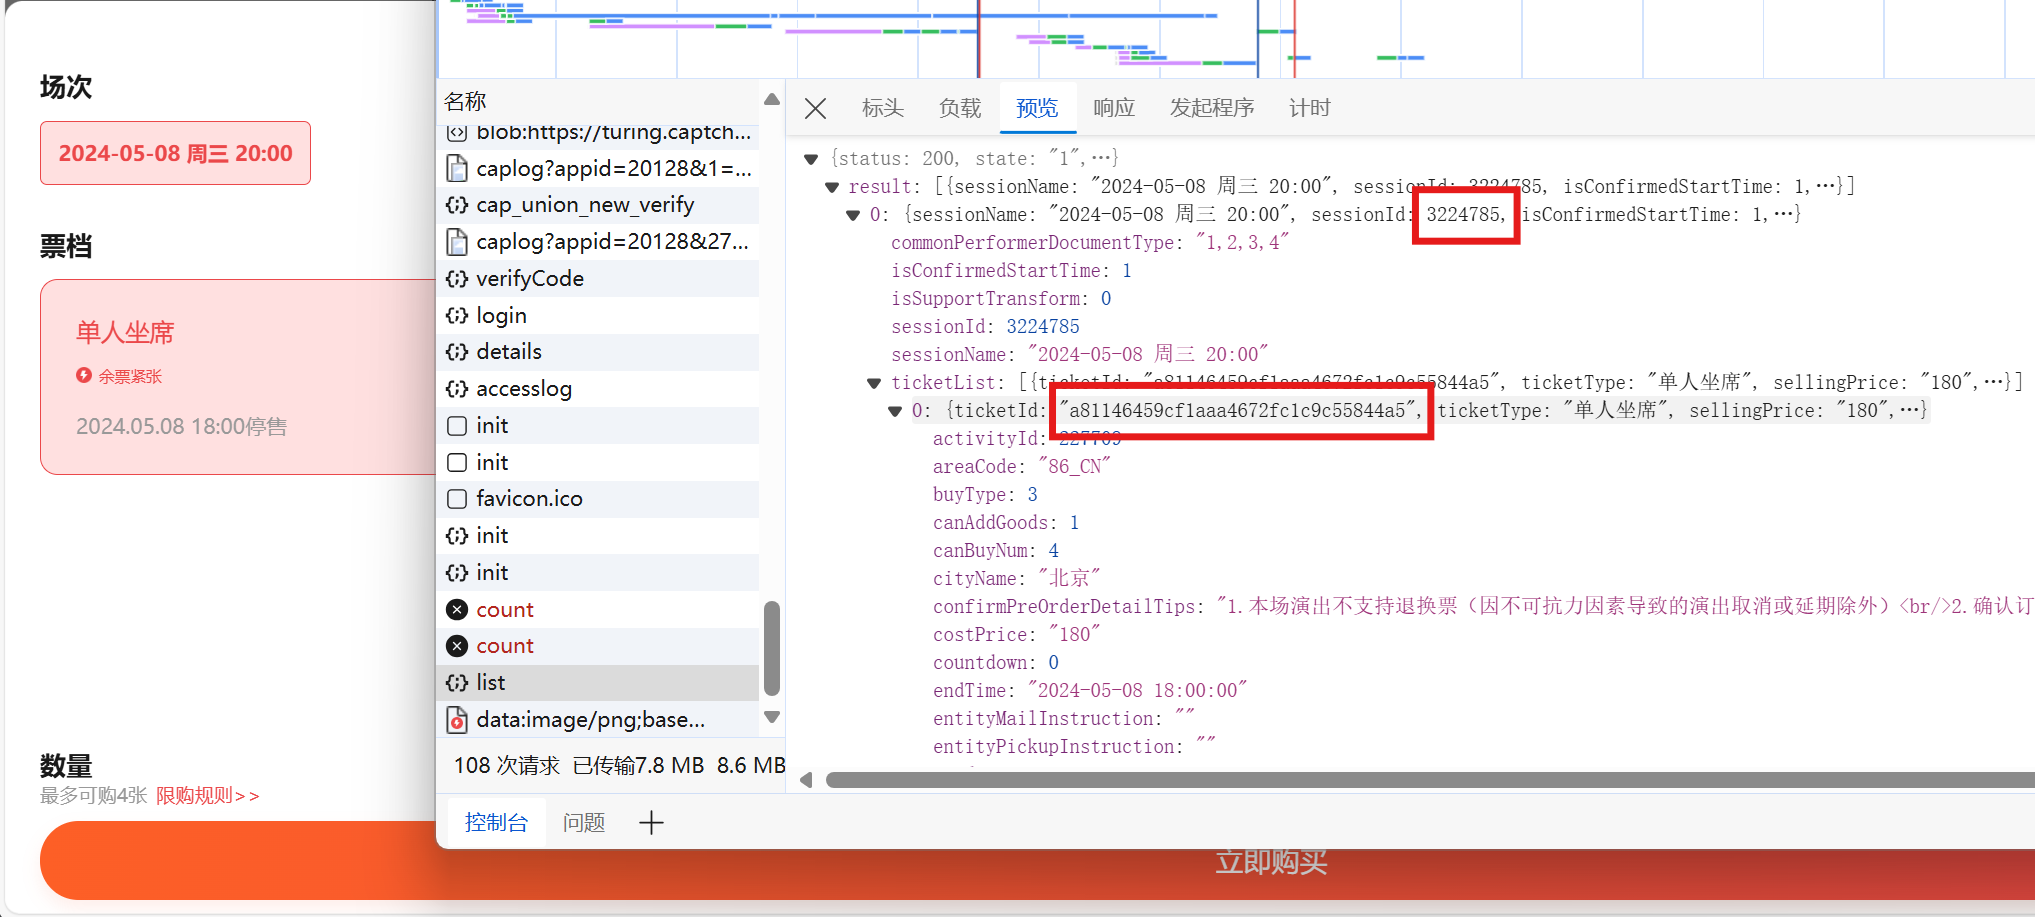 场次
2024-05-08 周三 20:00
票档
单人坐席
余票紧张
2024.05.08 18:00停售
数量
最多可购4张 限购规则>>
立即购买
名称
blob:https://turing.captch...
caplog?appid=20128&1=...
cap_union_new_verify
caplog?appid=20128&27...
verifyCode
login
details
accesslog
init
init
favicon.ico
init
init
count
count
list
data:image/png;base...
108 次请求 已传输7.8 MB 8.6 MB
控制台 问题
标头 负载 预览 响应 发起程序 计时
{status: 200, state: "1",…}
result: [{sessionName: "2024-05-08 周三 20:00", sessionId: 3224785, isConfirmedStartTime: 1,…}]
0: {sessionName: "2024-05-08 周三 20:00", sessionId: 3224785, isConfirmedStartTime: 1,…}
commonPerformerDocumentType: "1,2,3,4"
isConfirmedStartTime: 1
isSupportTransform: 0
sessionId: 3224785
sessionName: "2024-05-08 周三 20:00"
ticketList: [{ticketId: "a81146459cf1aaa4672fc1c9c55844a5", ticketType: "单人坐席", sellingPrice: "180",…}]
0: {ticketId: "a81146459cf1aaa4672fc1c9c55844a5", ticketType: "单人坐席", sellingPrice: "180",…}
activityId: 227709
areaCode: "86_CN"
buyType: 3
canAddGoods: 1
canBuyNum: 4
cityName: "北京"
confirmPreOrderDetailTips: "1.本场演出不支持退换票（因不可抗力因素导致的演出取消或延期除外）<br/>2.确认订
costPrice: "180"
countdown: 0
endTime: "2024-05-08 18:00:00"
entityMailInstruction: ""
entityPickupInstruction: ""